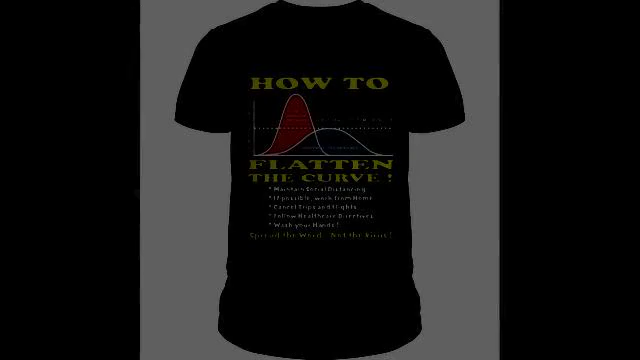 HOW TO
FLATTEN
THE CURVE !
* Maintain Social Distancing
* If possible, work from Home
* Cancel Trips and Flights
* Follow Healthcare Directives
* Wash your Hands !
Spread the Word. Not the Virus !